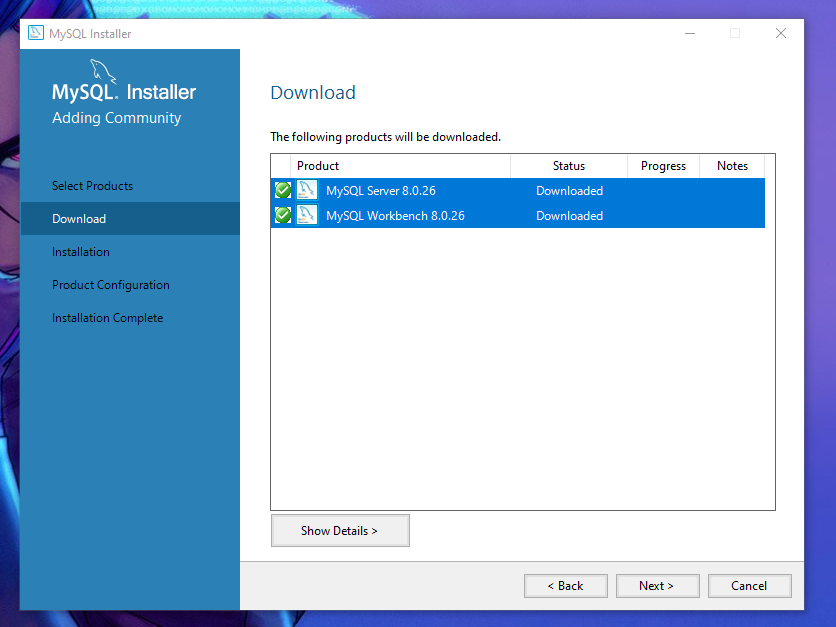 MySQL Installer
MySQL. Installer
Adding Community
Select Products
Download
Installation
Product Configuration
Installation Complete
Download
The following products will be downloaded.
Product Status Progress Notes
MySQL Server 8.0.26 Downloaded
MySQL Workbench 8.0.26 Downloaded
Show Details >
< Back Next > Cancel